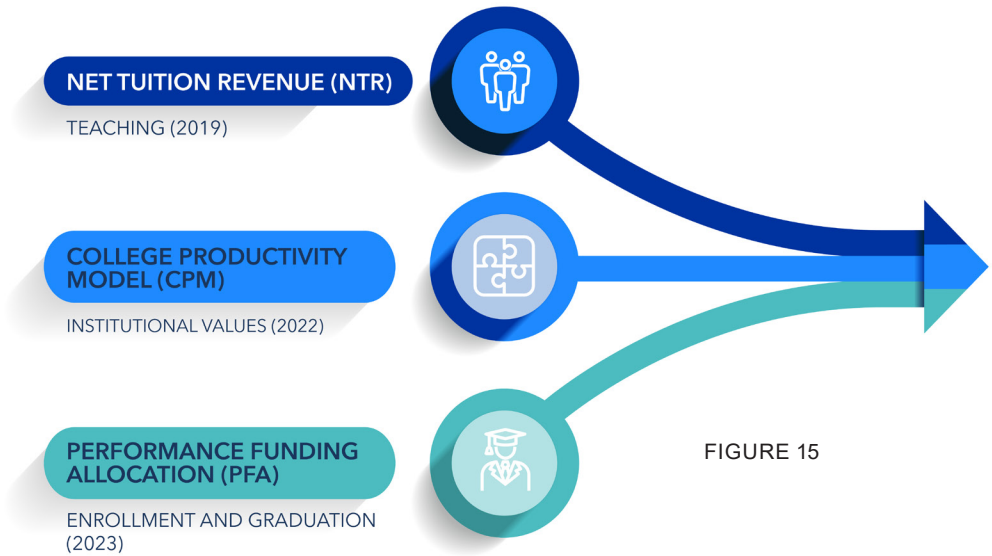 NET TUITION REVENUE (NTR)
TEACHING (2019)
COLLEGE PRODUCTIVITY
MODEL (CPM)
INSTITUTIONAL VALUES (2022)
PERFORMANCE FUNDING
ALLOCATION (PFA)
ENROLLMENT AND GRADUATION
(2023)
FIGURE 15